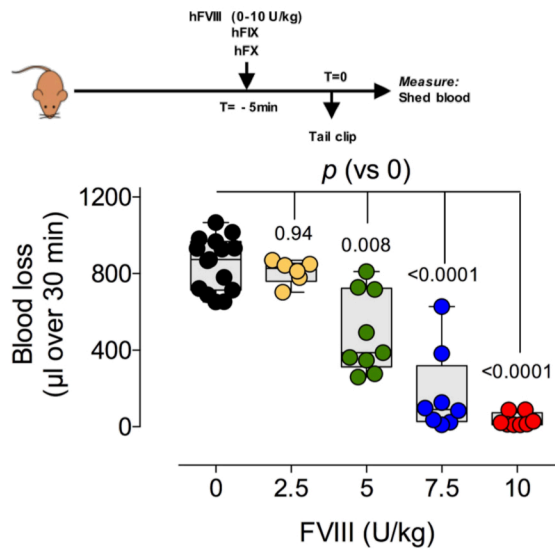 hFVIII (0-10 U/kg)
hFIX
hFX
T= - 5min
T=0
Tail clip
Measure:
Shed blood
p (vs 0)
Blood loss
(µl over 30 min)
1200
800
400
0
0.94
0.008
<0.0001
<0.0001
0 2.5 5 7.5 10
FVIII (U/kg)